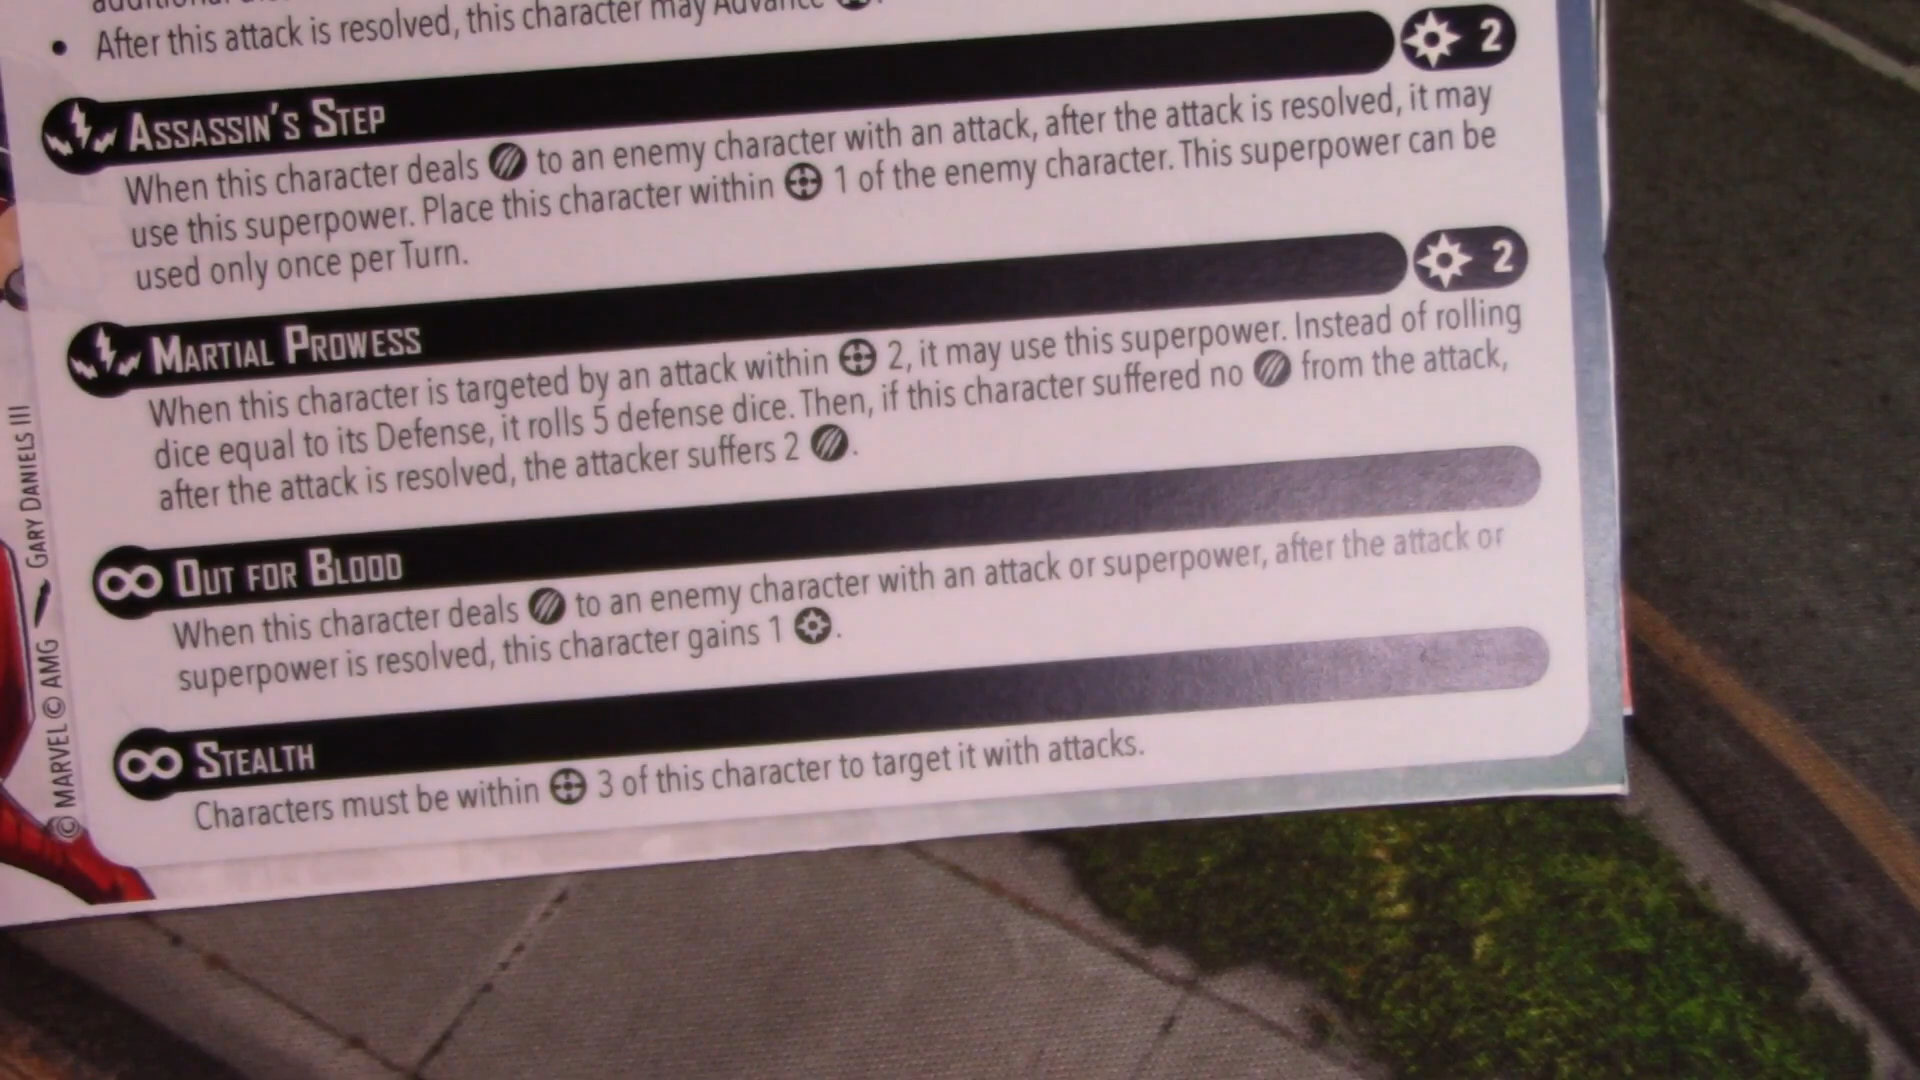 After this attack is resolved, this character may Advance
ASSASSIN'S STEP 2
When this character deals to an enemy character with an attack, after the attack is resolved, it may
use this superpower. Place this character within 1 of the enemy character. This superpower can be
used only once per Turn.
MARTIAL PROWESS 2
When this character is targeted by an attack within 2, it may use this superpower. Instead of rolling
dice equal to its Defense, it rolls 5 defense dice. Then, if this character suffered no from the attack,
after the attack is resolved, the attacker suffers 2 .
OUT FOR BLOOD
When this character deals to an enemy character with an attack or superpower, after the attack or
superpower is resolved, this character gains 1 .
STEALTH
Characters must be within 3 of this character to target it with attacks.
© MARVEL © AMG GARY DANIELS III